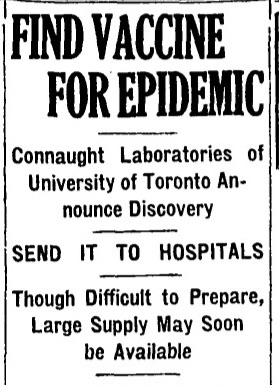 FIND VACCINE
FOR EPIDEMIC
Connaught Laboratories of
University of Toronto An-
nounce Discovery
SEND IT TO HOSPITALS
Though Difficult to Prepare,
Large Supply May Soon
be Available